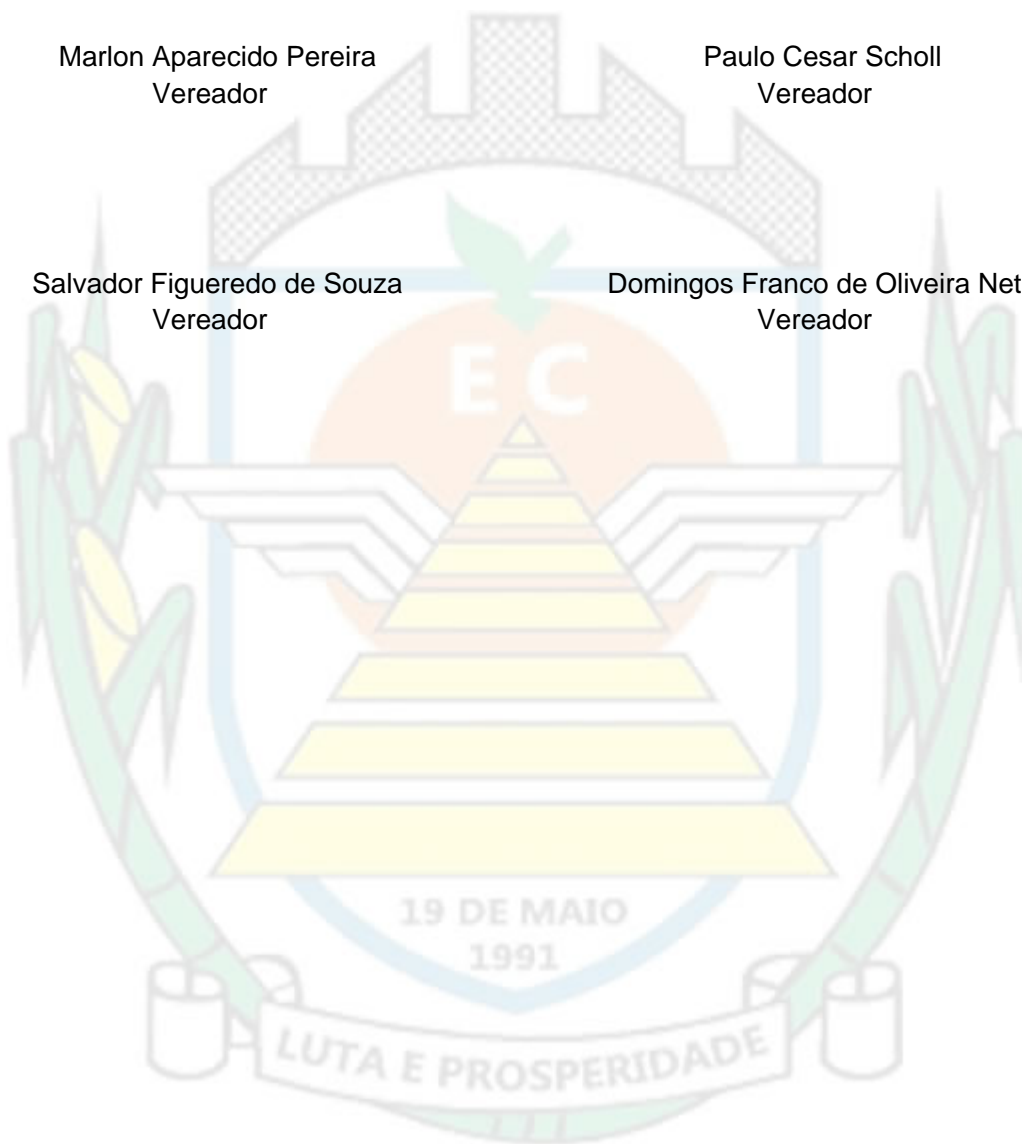 Marlon Aparecido Pereira
Vereador
Paulo Cesar Scholl
Vereador
Salvador Figueredo de Souza
Vereador
Domingos Franco de Oliveira Net
Vereador
E C
19 DE MAIO
1991
LUTA E PROSPERIDADE